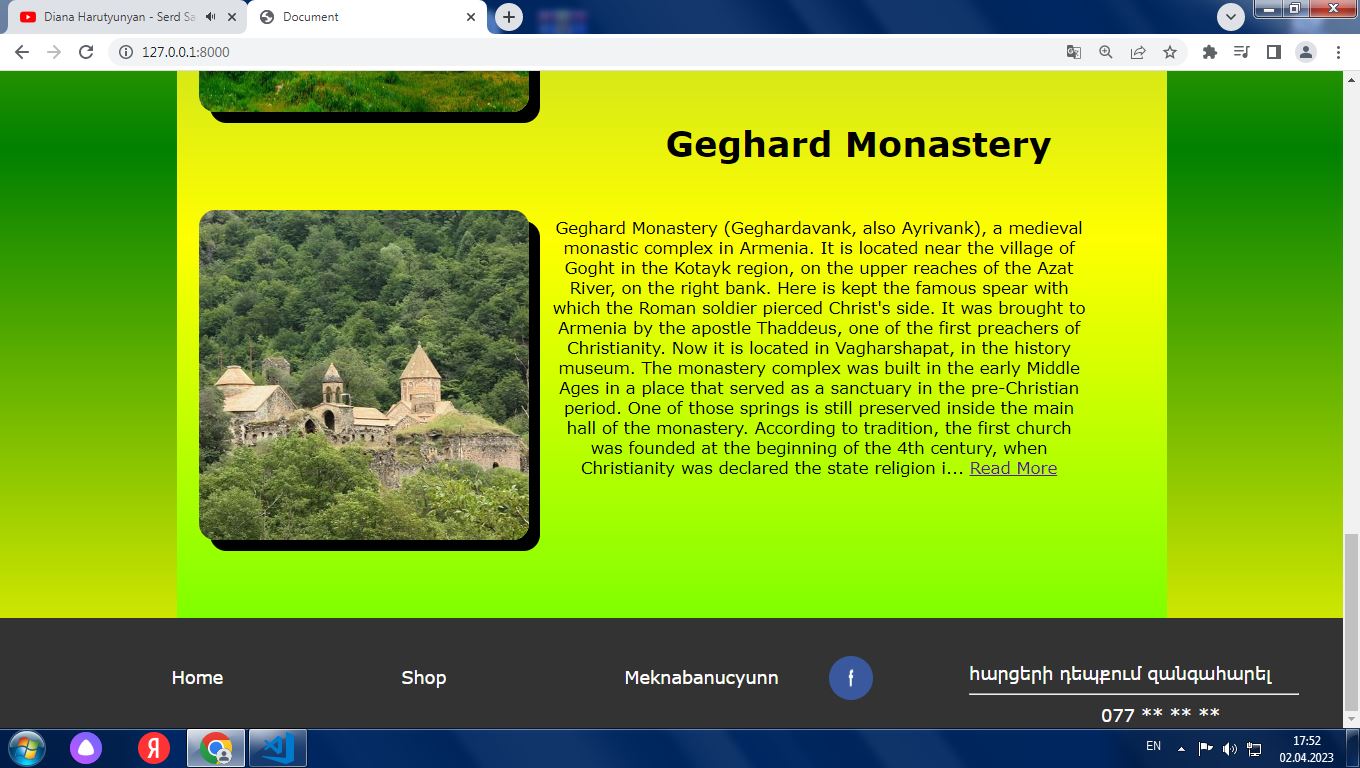 Diana Harutyunyan - Serd Sa
Document
127.0.0.1:8000
Geghard Monastery
Geghard Monastery (Geghardavank, also Ayrivank), a medieval
monastic complex in Armenia. It is located near the village of
Goght in the Kotayk region, on the upper reaches of the Azat
River, on the right bank. Here is kept the famous spear with
which the Roman soldier pierced Christ's side. It was brought to
Armenia by the apostle Thaddeus, one of the first preachers of
Christianity. Now it is located in Vagharshapat, in the history
museum. The monastery complex was built in the early Middle
Ages in a place that served as a sanctuary in the pre-Christian
period. One of those springs is still preserved inside the main
hall of the monastery. According to tradition, the first church
was founded at the beginning of the 4th century, when
Christianity was declared the state religion i... Read More
Home
Shop
Meknabanucyunn
f
հարցերի դեպքում զանգահարել
077 ** ** **
Я
EN
17:52
02.04.2023